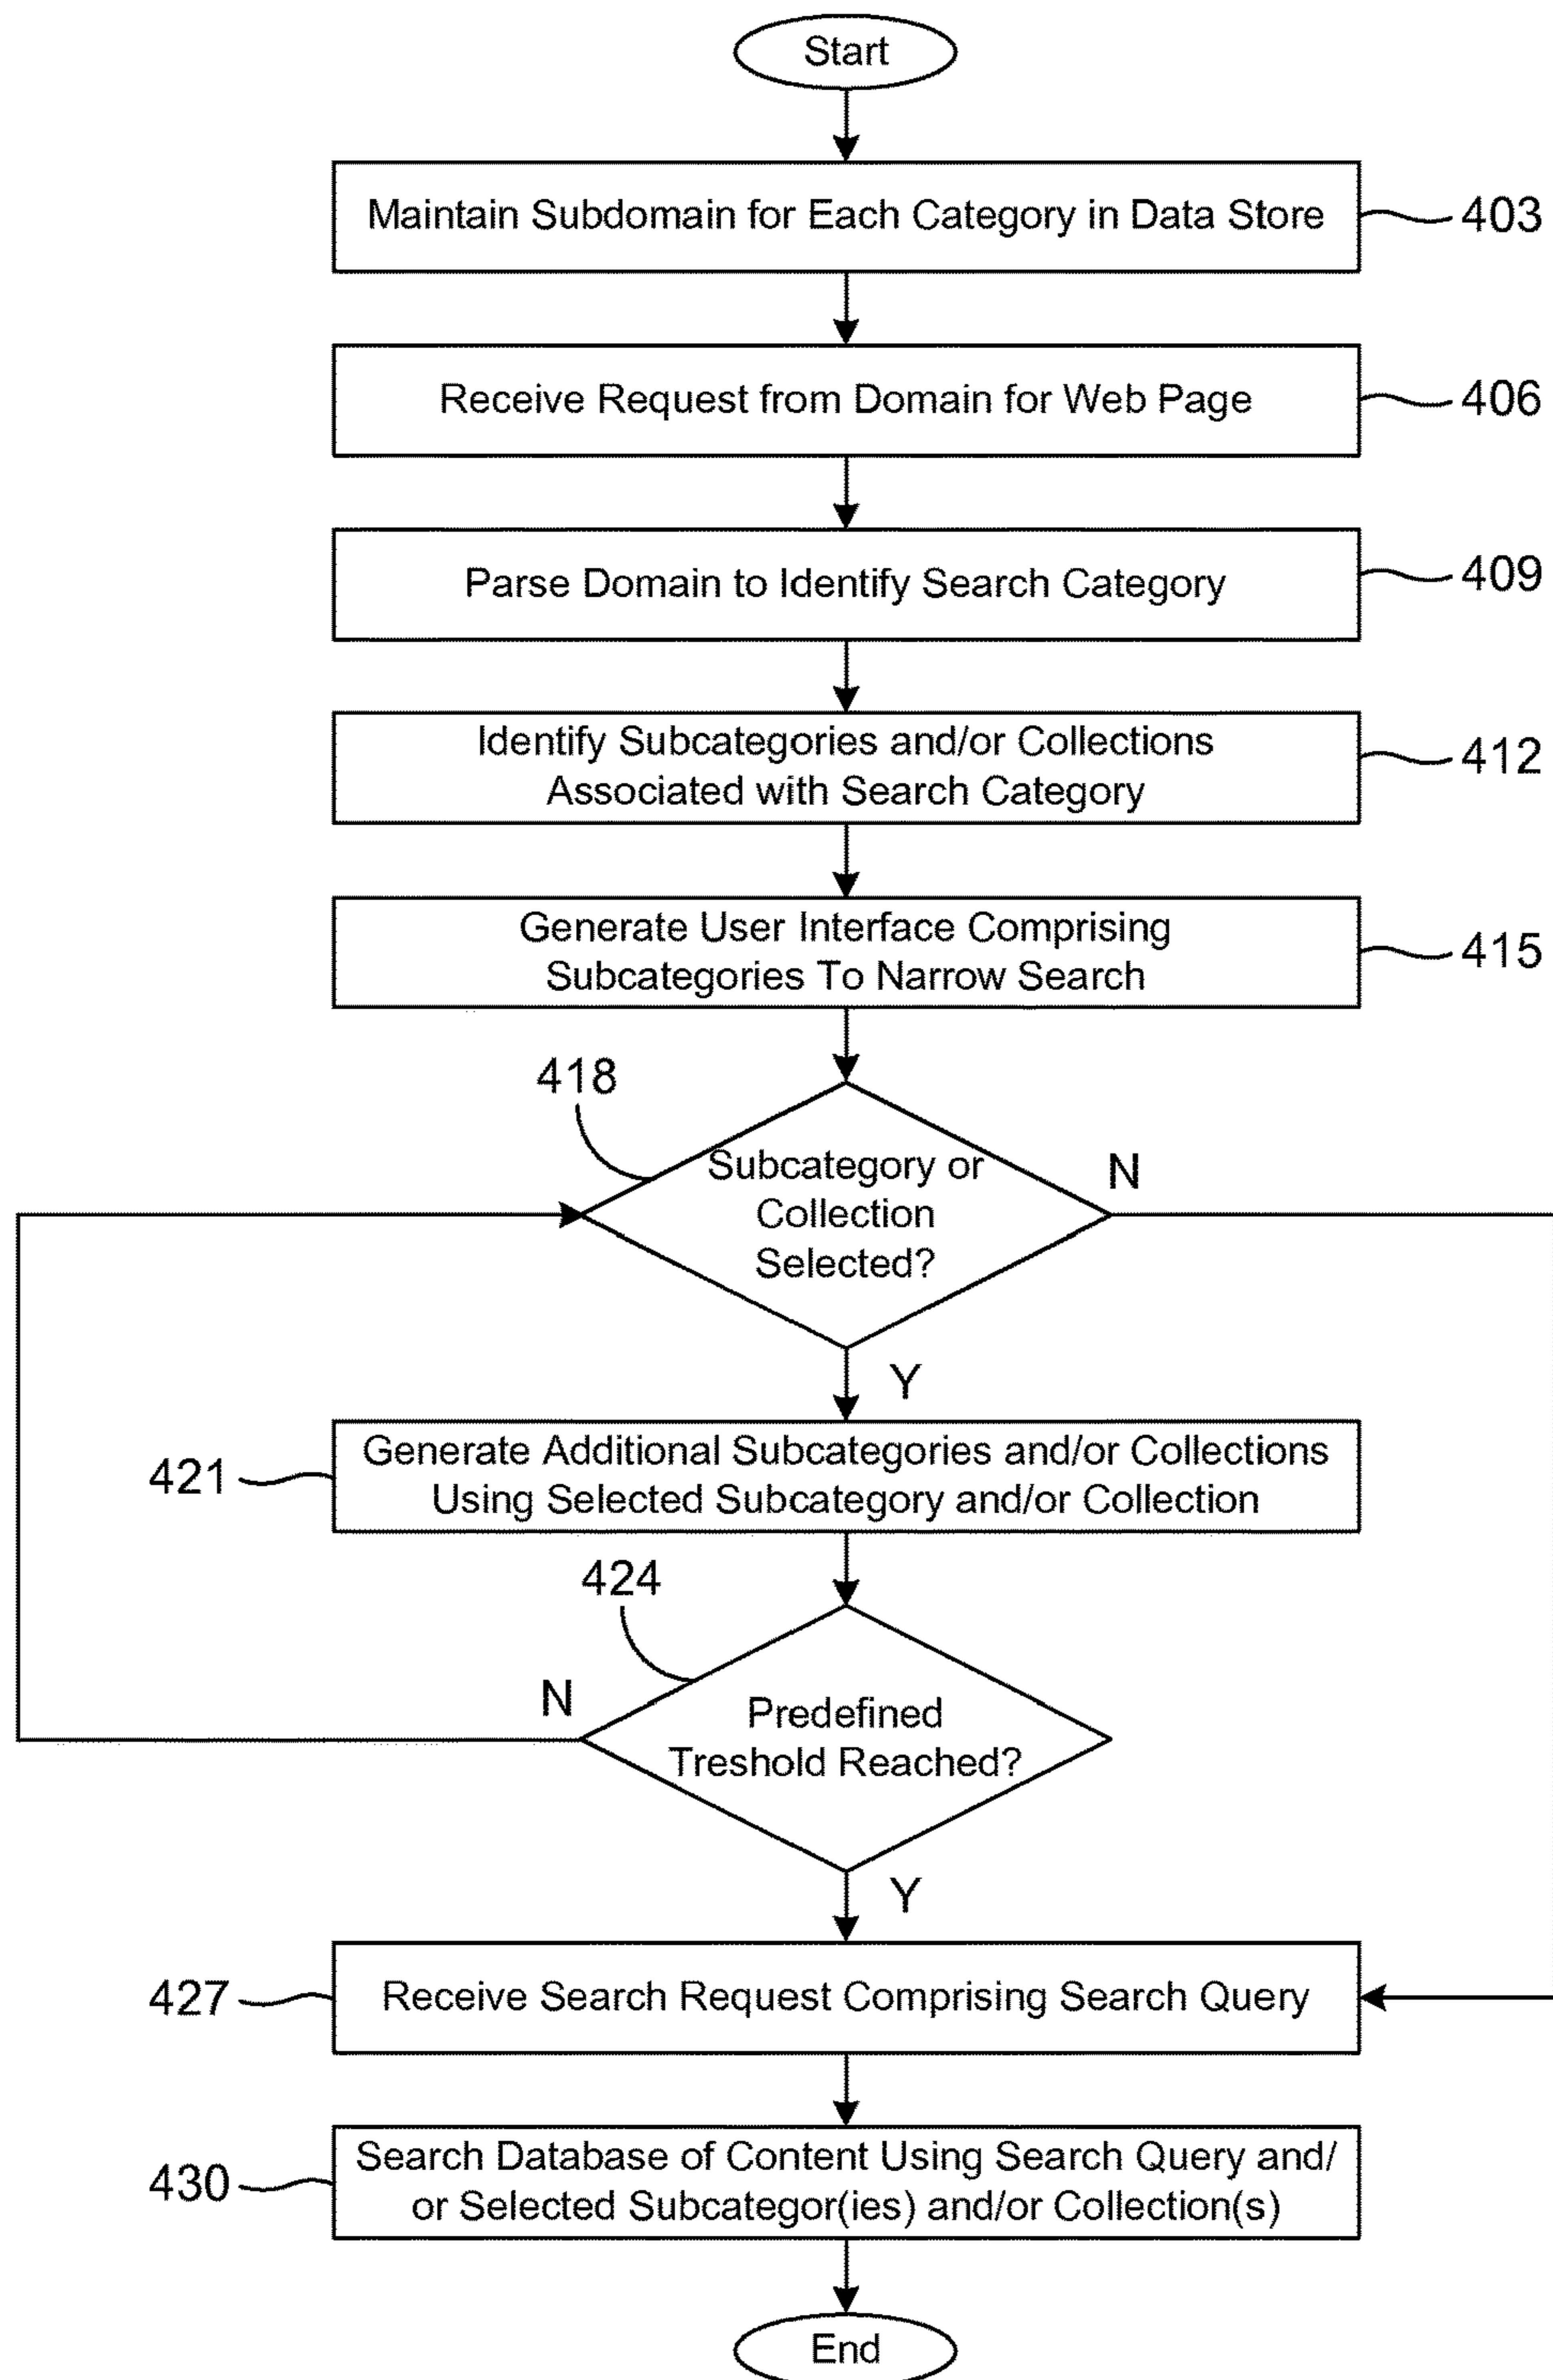 Start
Maintain Subdomain for Each Category in Data Store
403
Receive Request from Domain for Web Page
406
Parse Domain to Identify Search Category
409
Identify Subcategories and/or Collections
Associated with Search Category
412
Generate User Interface Comprising
Subcategories To Narrow Search
415
418
Subcategory or
Collection
Selected?
N
Y
Generate Additional Subcategories and/or Collections
Using Selected Subcategory and/or Collection
421
424
N
Predefined
Treshold Reached?
Y
427
Receive Search Request Comprising Search Query
430
Search Database of Content Using Search Query and/
or Selected Subcategor(ies) and/or Collection(s)
End